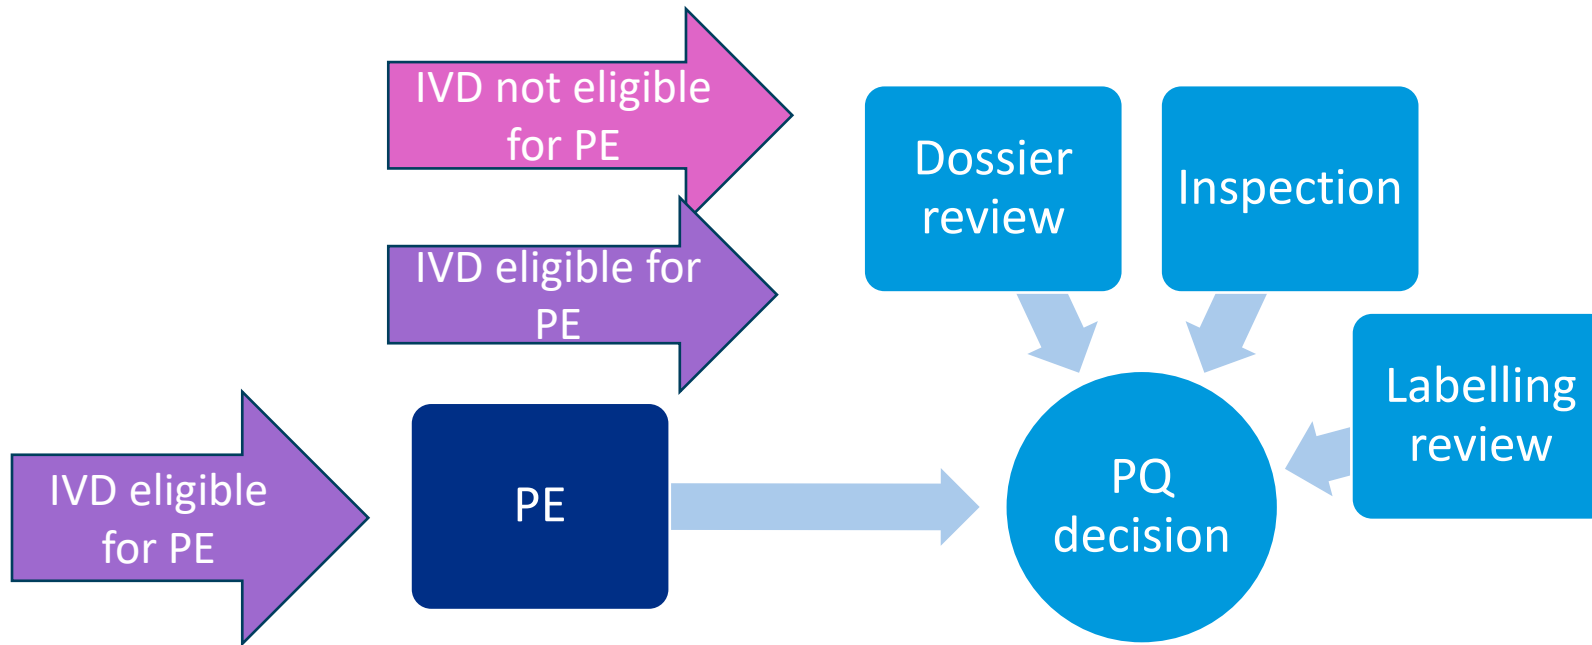 IVD not eligible
for PE
IVD eligible for
PE
IVD eligible
for PE
PE
Dossier
review
Inspection
Labelling
review
PQ
decision